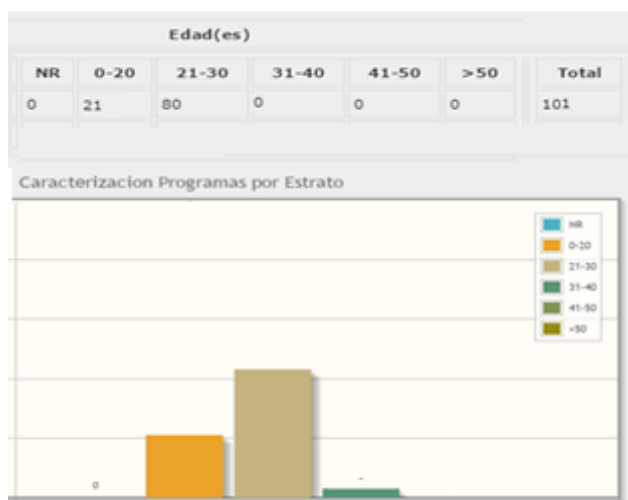 Edad(es)
NR 0-20 21-30 31-40 41-50 >50 Total
0 21 80 0 0 0 101
Caracterizacion Programas por Estrato
NR
0-20
21-30
31-40
41-50
>50
0
-